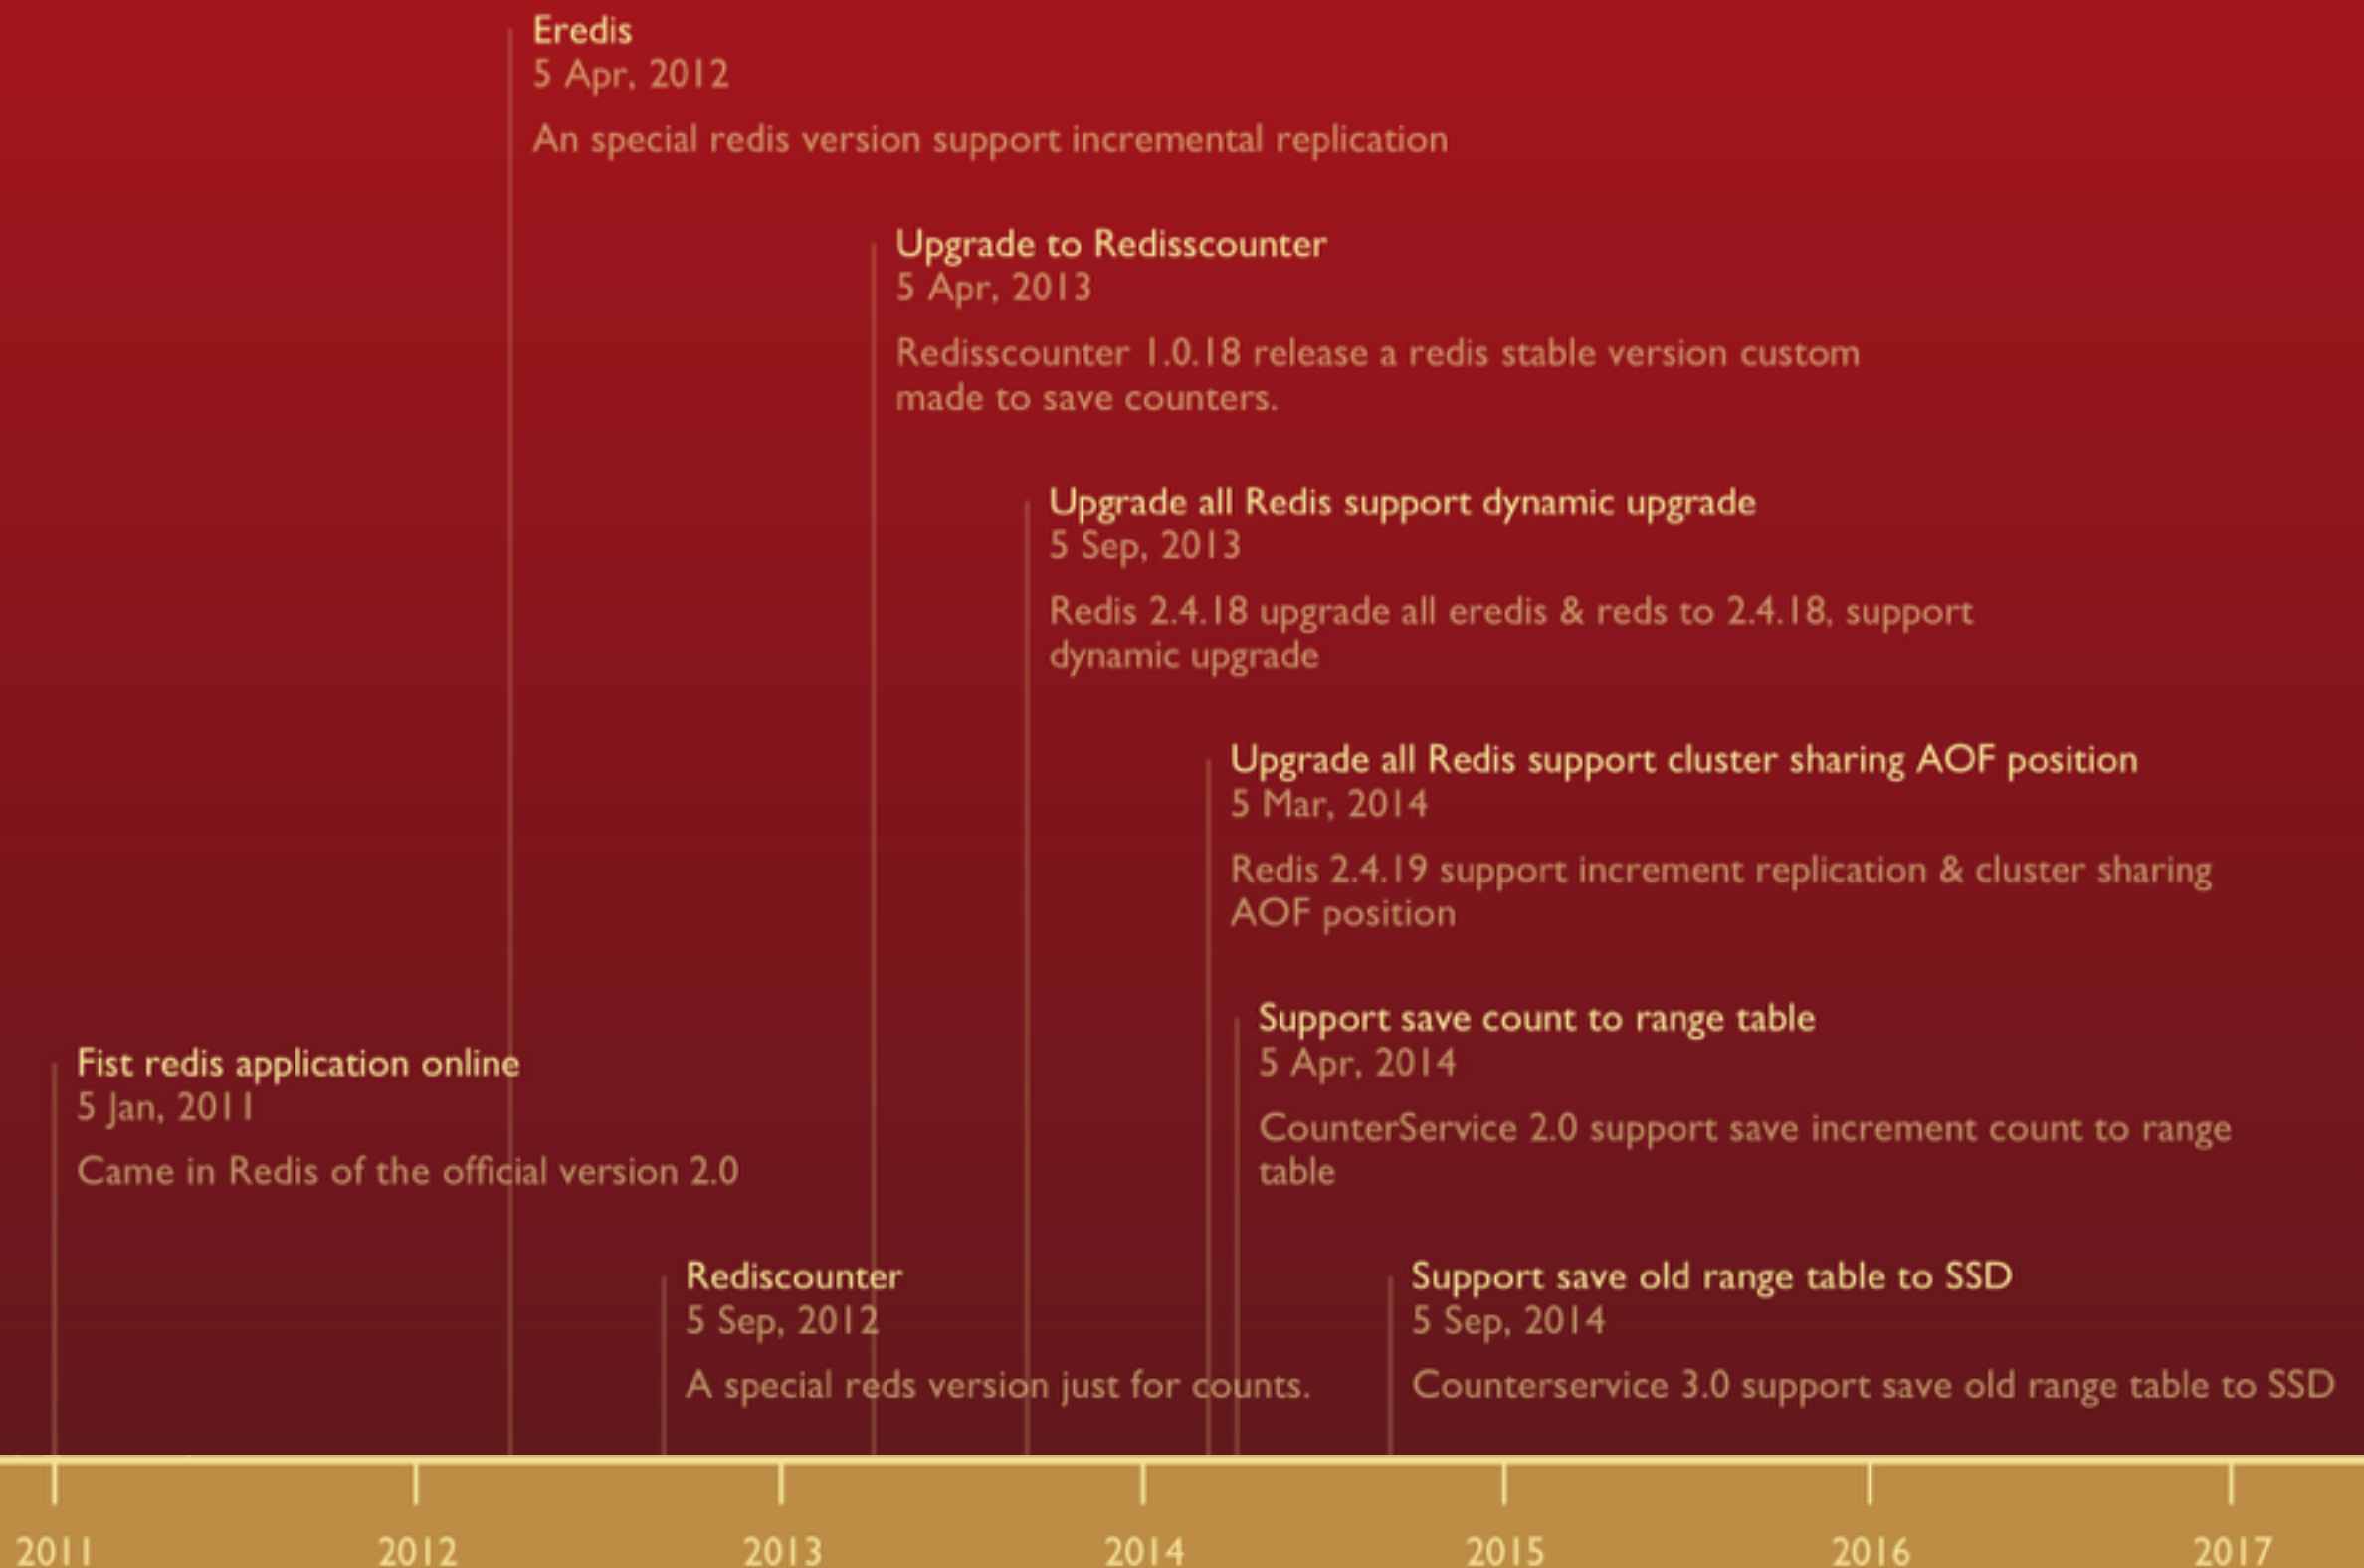 Eredis
5 Apr, 2012
An special redis version support incremental replication
Upgrade to Redisscounter
5 Apr, 2013
Redisscounter 1.0.18 release a redis stable version custom
made to save counters.
Upgrade all Redis support dynamic upgrade
5 Sep, 2013
Redis 2.4.18 upgrade all eredis & reds to 2.4.18, support
dynamic upgrade
Upgrade all Redis support cluster sharing AOF position
5 Mar, 2014
Redis 2.4.19 support increment replication & cluster sharing
AOF position
Support save count to range table
5 Apr, 2014
CounterService 2.0 support save increment count to range
table
Fist redis application online
5 Jan, 2011
Came in Redis of the official version 2.0
Rediscounter
5 Sep, 2012
A special reds version just for counts.
Support save old range table to SSD
5 Sep, 2014
Counterservice 3.0 support save old range table to SSD
2011 2012 2013 2014 2015 2016 2017